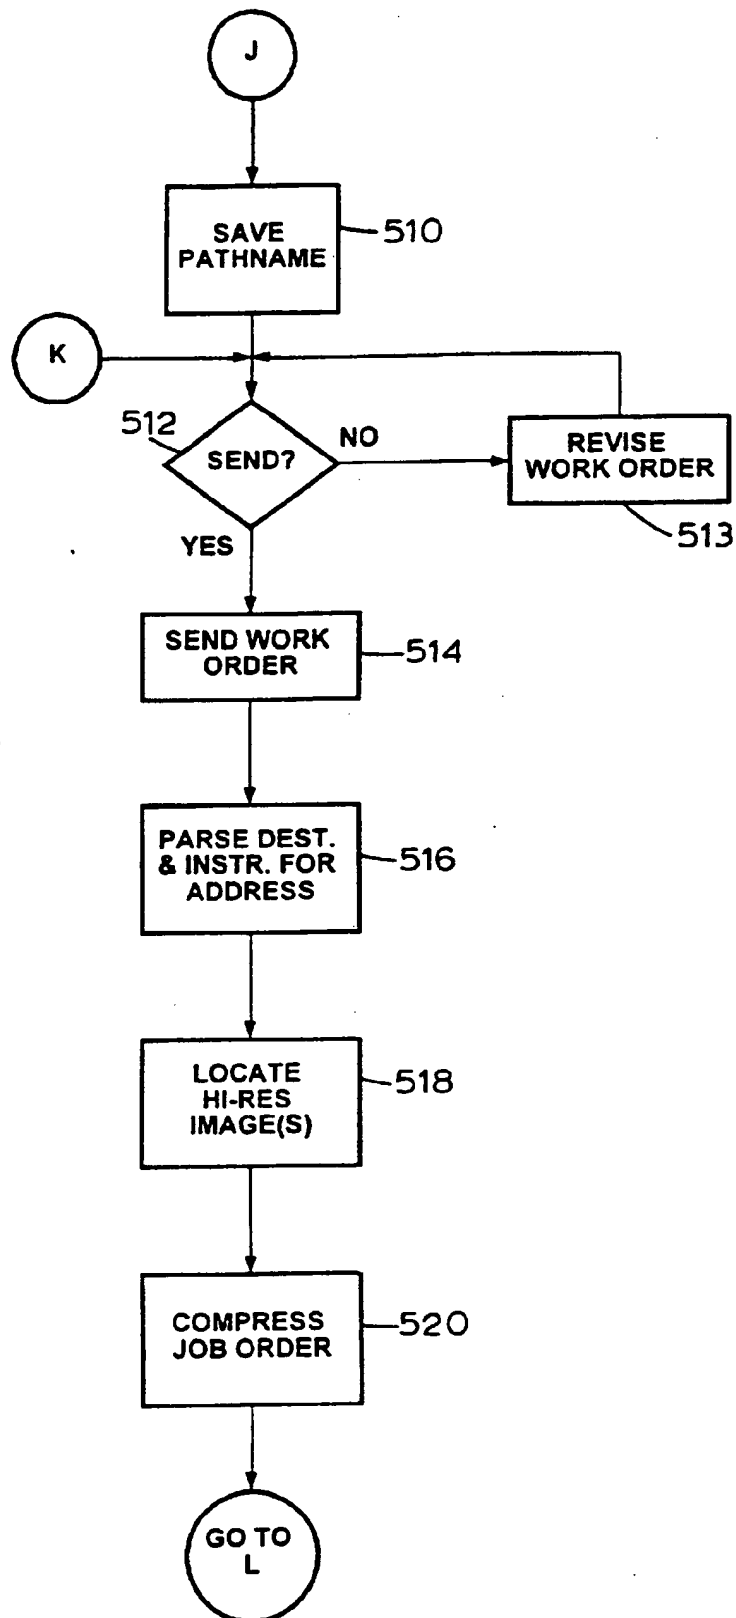 J
SAVE
PATHNAME
510
K
512
SEND?
NO
REVISE
WORK ORDER
513
YES
SEND WORK
ORDER
514
PARSE DEST.
& INSTR. FOR
ADDRESS
516
LOCATE
HI-RES
IMAGE(S)
518
COMPRESS
JOB ORDER
520
GO TO
L